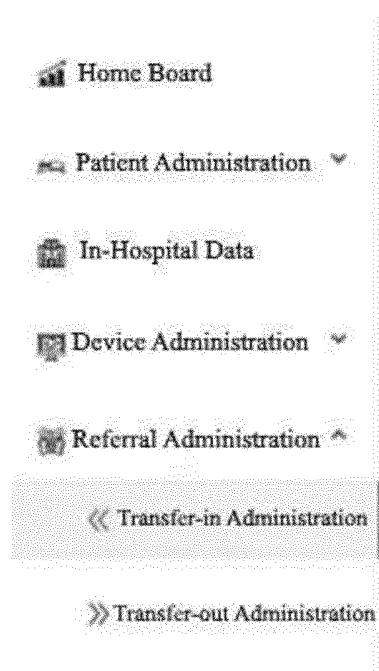 Home Board
Patient Administration
In-Hospital Data
Device Administration
Referral Administration
Transfer-in Administration
Transfer-out Administration